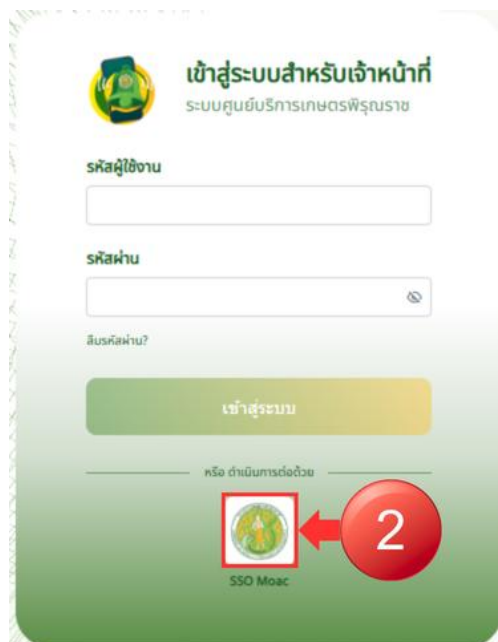 เข้าสู่ระบบสำหรับเจ้าหน้าที่
ระบบศูนย์บริการเกษตรพิรุณราช
รหัสผู้ใช้งาน
รหัสผ่าน
ลืมรหัสผ่าน?
เข้าสู่ระบบ
หรือ ดำเนินการต่อด้วย
2
SSO Moac